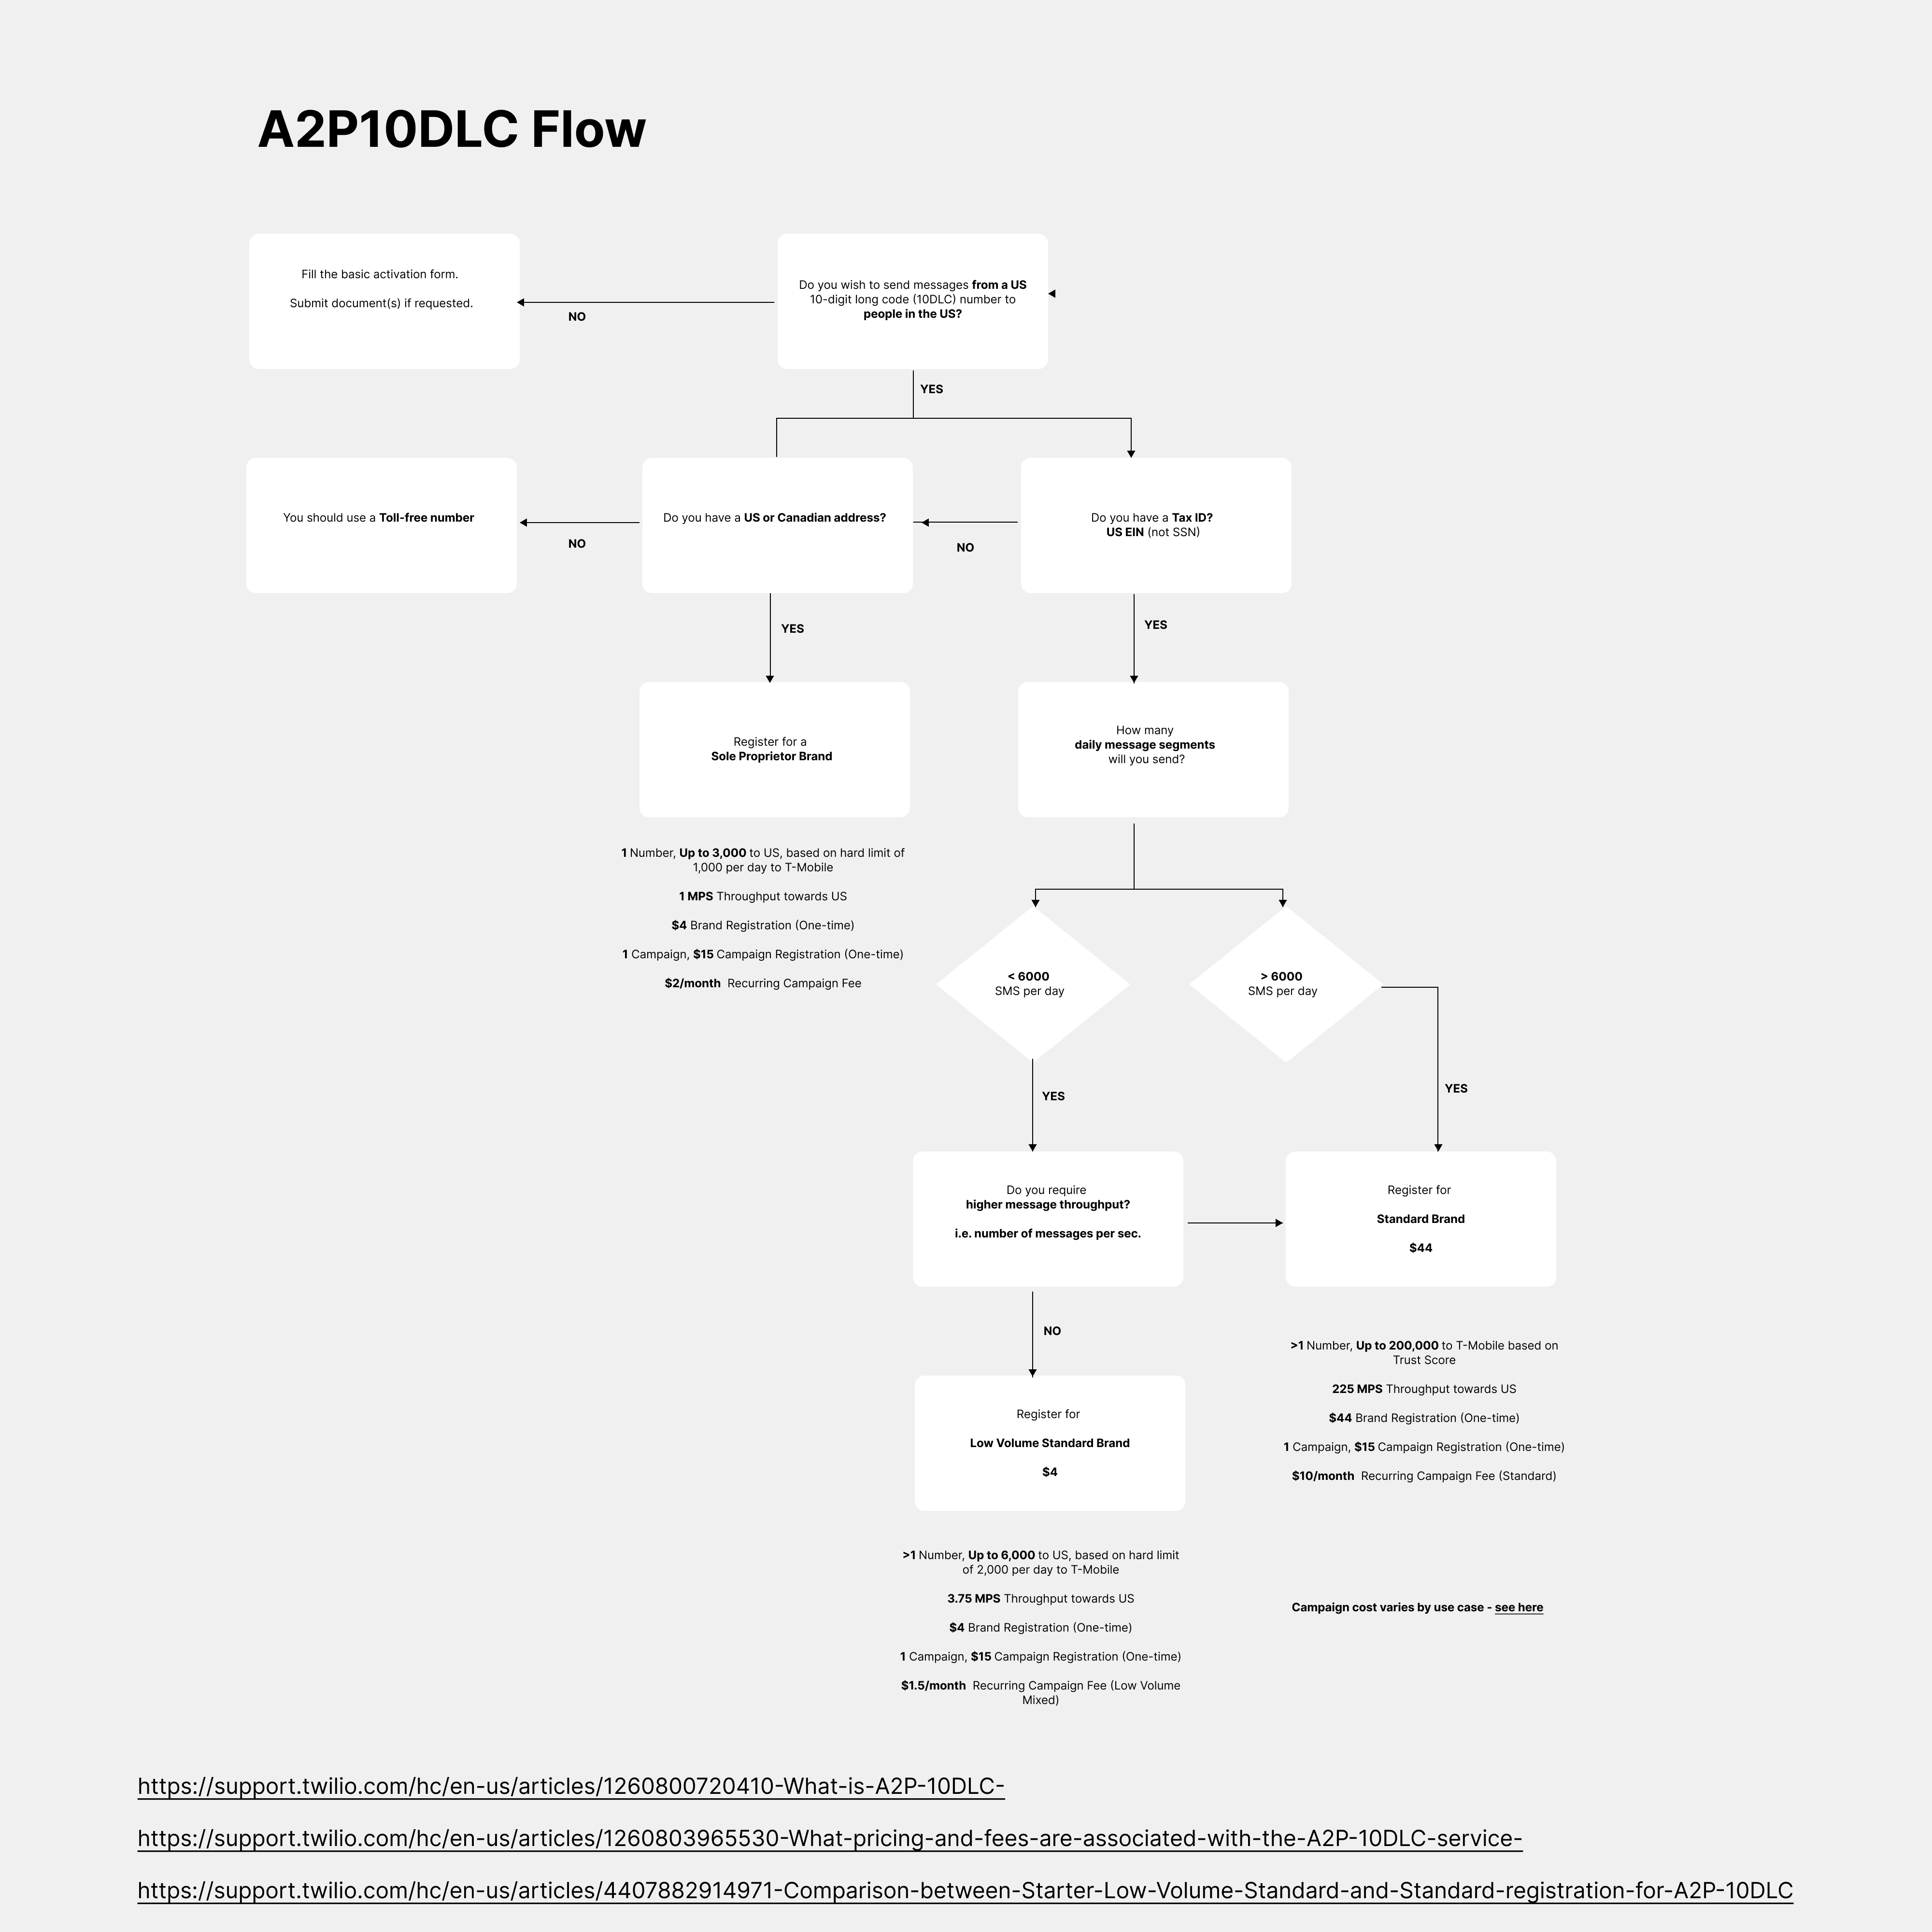 A2P10DLC Flow
Fill the basic activation form.
Submit document(s) if requested.
NO
Do you wish to send messages from a US
10-digit long code (10DLC) number to
people in the US?
YES
You should use a Toll-free number
NO
Do you have a US or Canadian address?
NO
Do you have a Tax ID?
US EIN (not SSN)
YES
YES
Register for a
Sole Proprietor Brand
How many
daily message segments
will you send?
1 Number, Up to 3,000 to US, based on hard limit of
1,000 per day to T-Mobile
1 MPS Throughput towards US
$4 Brand Registration (One-time)
1 Campaign, $15 Campaign Registration (One-time)
$2/month  Recurring Campaign Fee
< 6000
SMS per day
> 6000
SMS per day
YES
YES
Do you require
higher message throughput?
i.e. number of messages per sec.
Register for
Standard Brand
$44
NO
>1 Number, Up to 200,000 to T-Mobile based on
Trust Score
225 MPS Throughput towards US
$44 Brand Registration (One-time)
1 Campaign, $15 Campaign Registration (One-time)
$10/month  Recurring Campaign Fee (Standard)
Register for
Low Volume Standard Brand
$4
>1 Number, Up to 6,000 to US, based on hard limit
of 2,000 per day to T-Mobile
3.75 MPS Throughput towards US
$4 Brand Registration (One-time)
1 Campaign, $15 Campaign Registration (One-time)
$1.5/month  Recurring Campaign Fee (Low Volume
Mixed)
Campaign cost varies by use case - see here
https://support.twilio.com/hc/en-us/articles/1260800720410-What-is-A2P-10DLC-
https://support.twilio.com/hc/en-us/articles/1260803965530-What-pricing-and-fees-are-associated-with-the-A2P-10DLC-service-
https://support.twilio.com/hc/en-us/articles/4407882914971-Comparison-between-Starter-Low-Volume-Standard-and-Standard-registration-for-A2P-10DLC